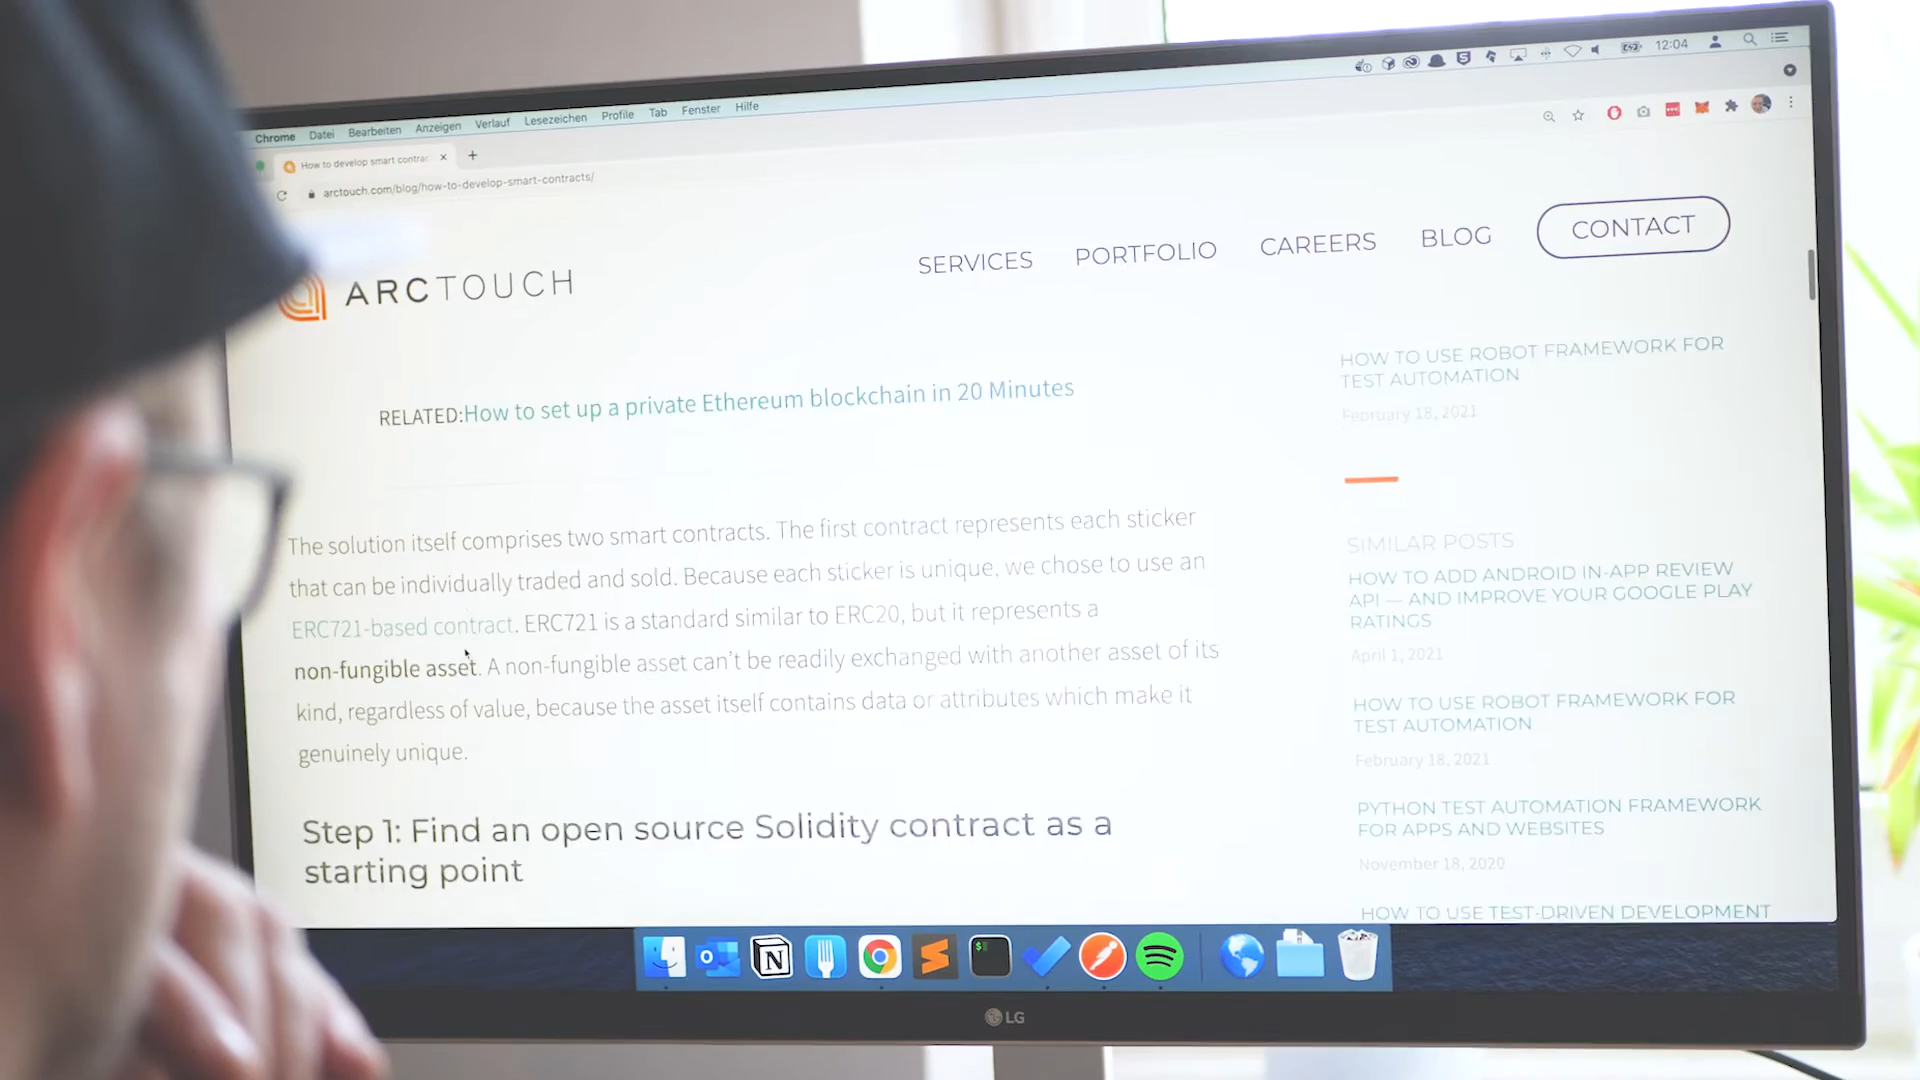 Chrome Datei Bearbeiten Anzeigen Verlauf Lesezeichen Profile Tab Fenster Hilfe
12:04
How to develop smart contrac
arctouch.com/blog/how-to-develop-smart-contracts/
ARCTOUCH
SERVICES PORTFOLIO CAREERS BLOG CONTACT
RELATED:How to set up a private Ethereum blockchain in 20 Minutes
The solution itself comprises two smart contracts. The first contract represents each sticker
that can be individually traded and sold. Because each sticker is unique, we chose to use an
ERC721-based contract. ERC721 is a standard similar to ERC20, but it represents a
non-fungible asset. A non-fungible asset can't be readily exchanged with another asset of its
kind, regardless of value, because the asset itself contains data or attributes which make it
genuinely unique.
Step 1: Find an open source Solidity contract as a
starting point
HOW TO USE ROBOT FRAMEWORK FOR
TEST AUTOMATION
February 18, 2021
SIMILAR POSTS
HOW TO ADD ANDROID IN-APP REVIEW
API — AND IMPROVE YOUR GOOGLE PLAY
RATINGS
April 1, 2021
HOW TO USE ROBOT FRAMEWORK FOR
TEST AUTOMATION
February 18, 2021
PYTHON TEST AUTOMATION FRAMEWORK
FOR APPS AND WEBSITES
November 18, 2020
HOW TO USE TEST-DRIVEN DEVELOPMENT
LG